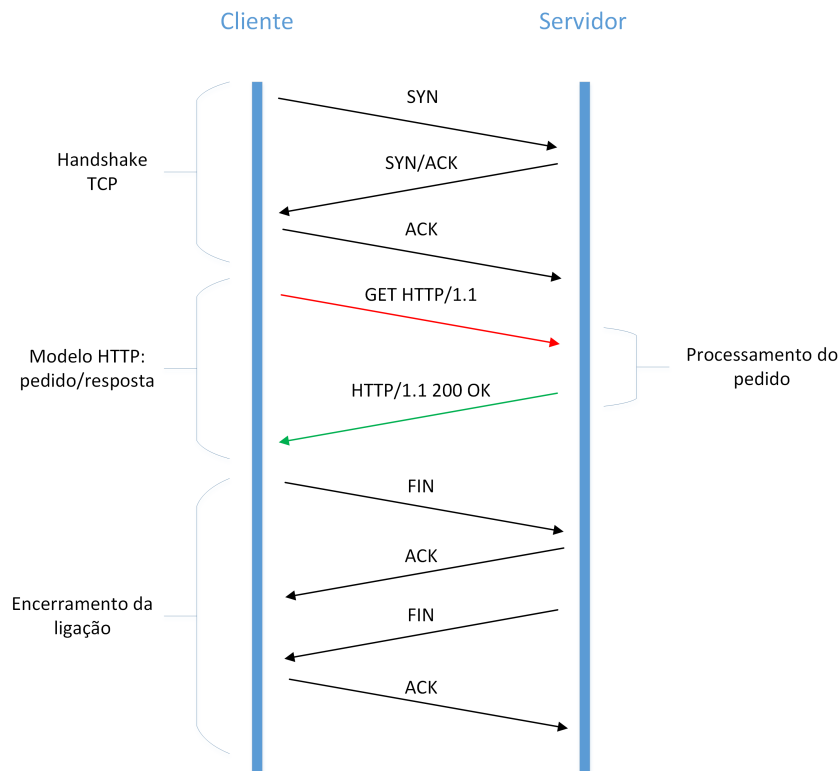 Cliente
Servidor
SYN
Handshake
TCP
SYN/ACK
ACK
GET HTTP/1.1
Modelo HTTP:
pedido/resposta
Processamento do
pedido
HTTP/1.1 200 OK
FIN
ACK
Encerramento da
ligação
FIN
ACK